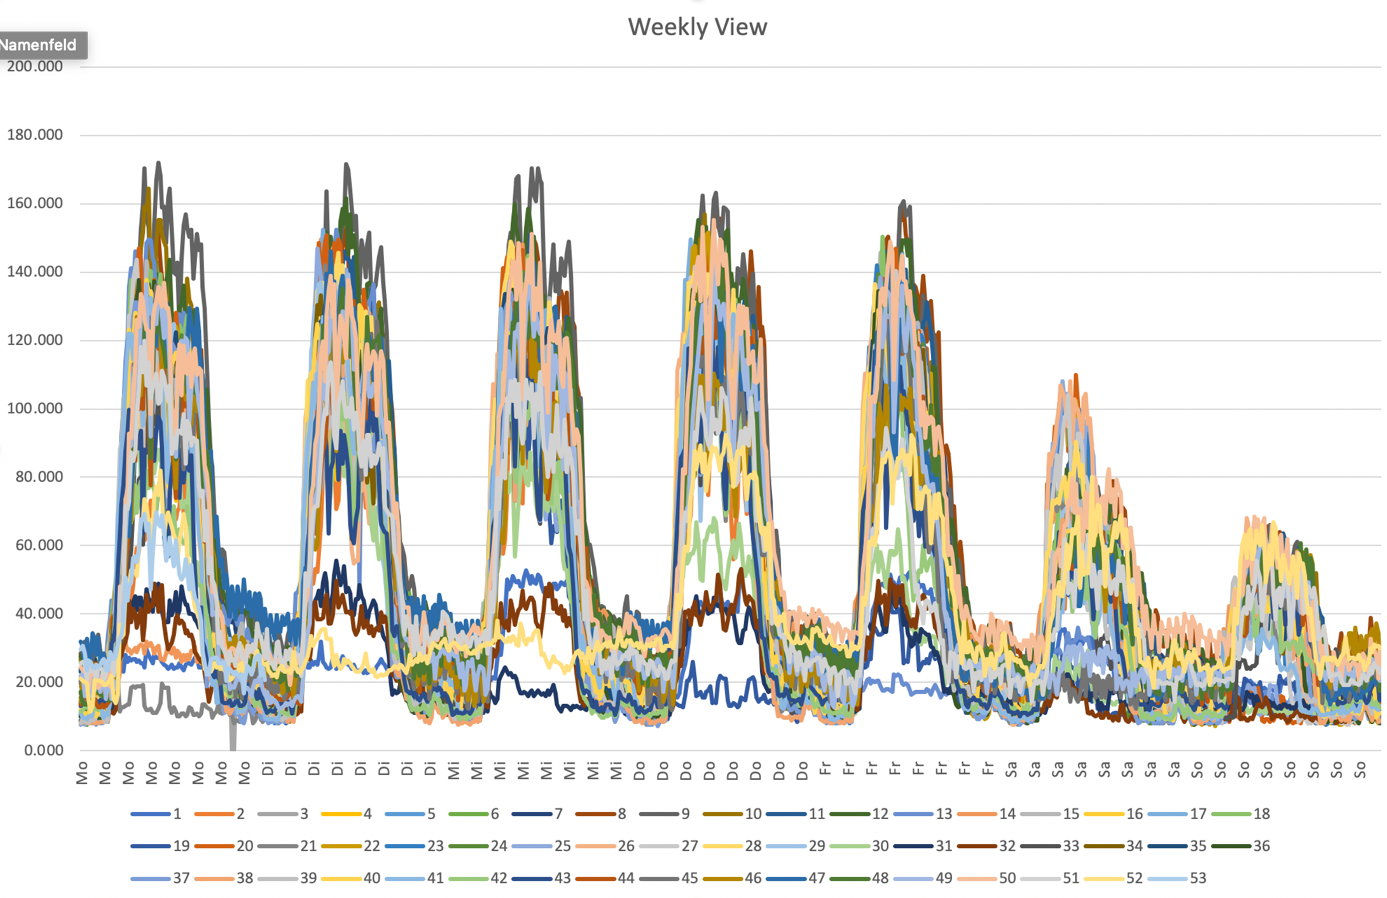 Weekly View
Namenfeld
200.000
180.000
160.000
140.000
120.000
100.000
80.000
60.000
40.000
20.000
0.000
Mo Mo Mo Mo Mo Mo Mo Mo Di Di Di Di Di Di Di Di Mi Mi Mi Mi Mi Mi Mi Mi Do Do Do Do Do Do Do Do Fr Fr Fr Fr Fr Fr Fr Fr Sa Sa Sa Sa Sa Sa Sa Sa So So So So So So So So
1 2 3 4 5 6 7 8 9 10 11 12 13 14 15 16 17 18
19 20 21 22 23 24 25 26 27 28 29 30 31 32 33 34 35 36
37 38 39 40 41 42 43 44 45 46 47 48 49 50 51 52 53